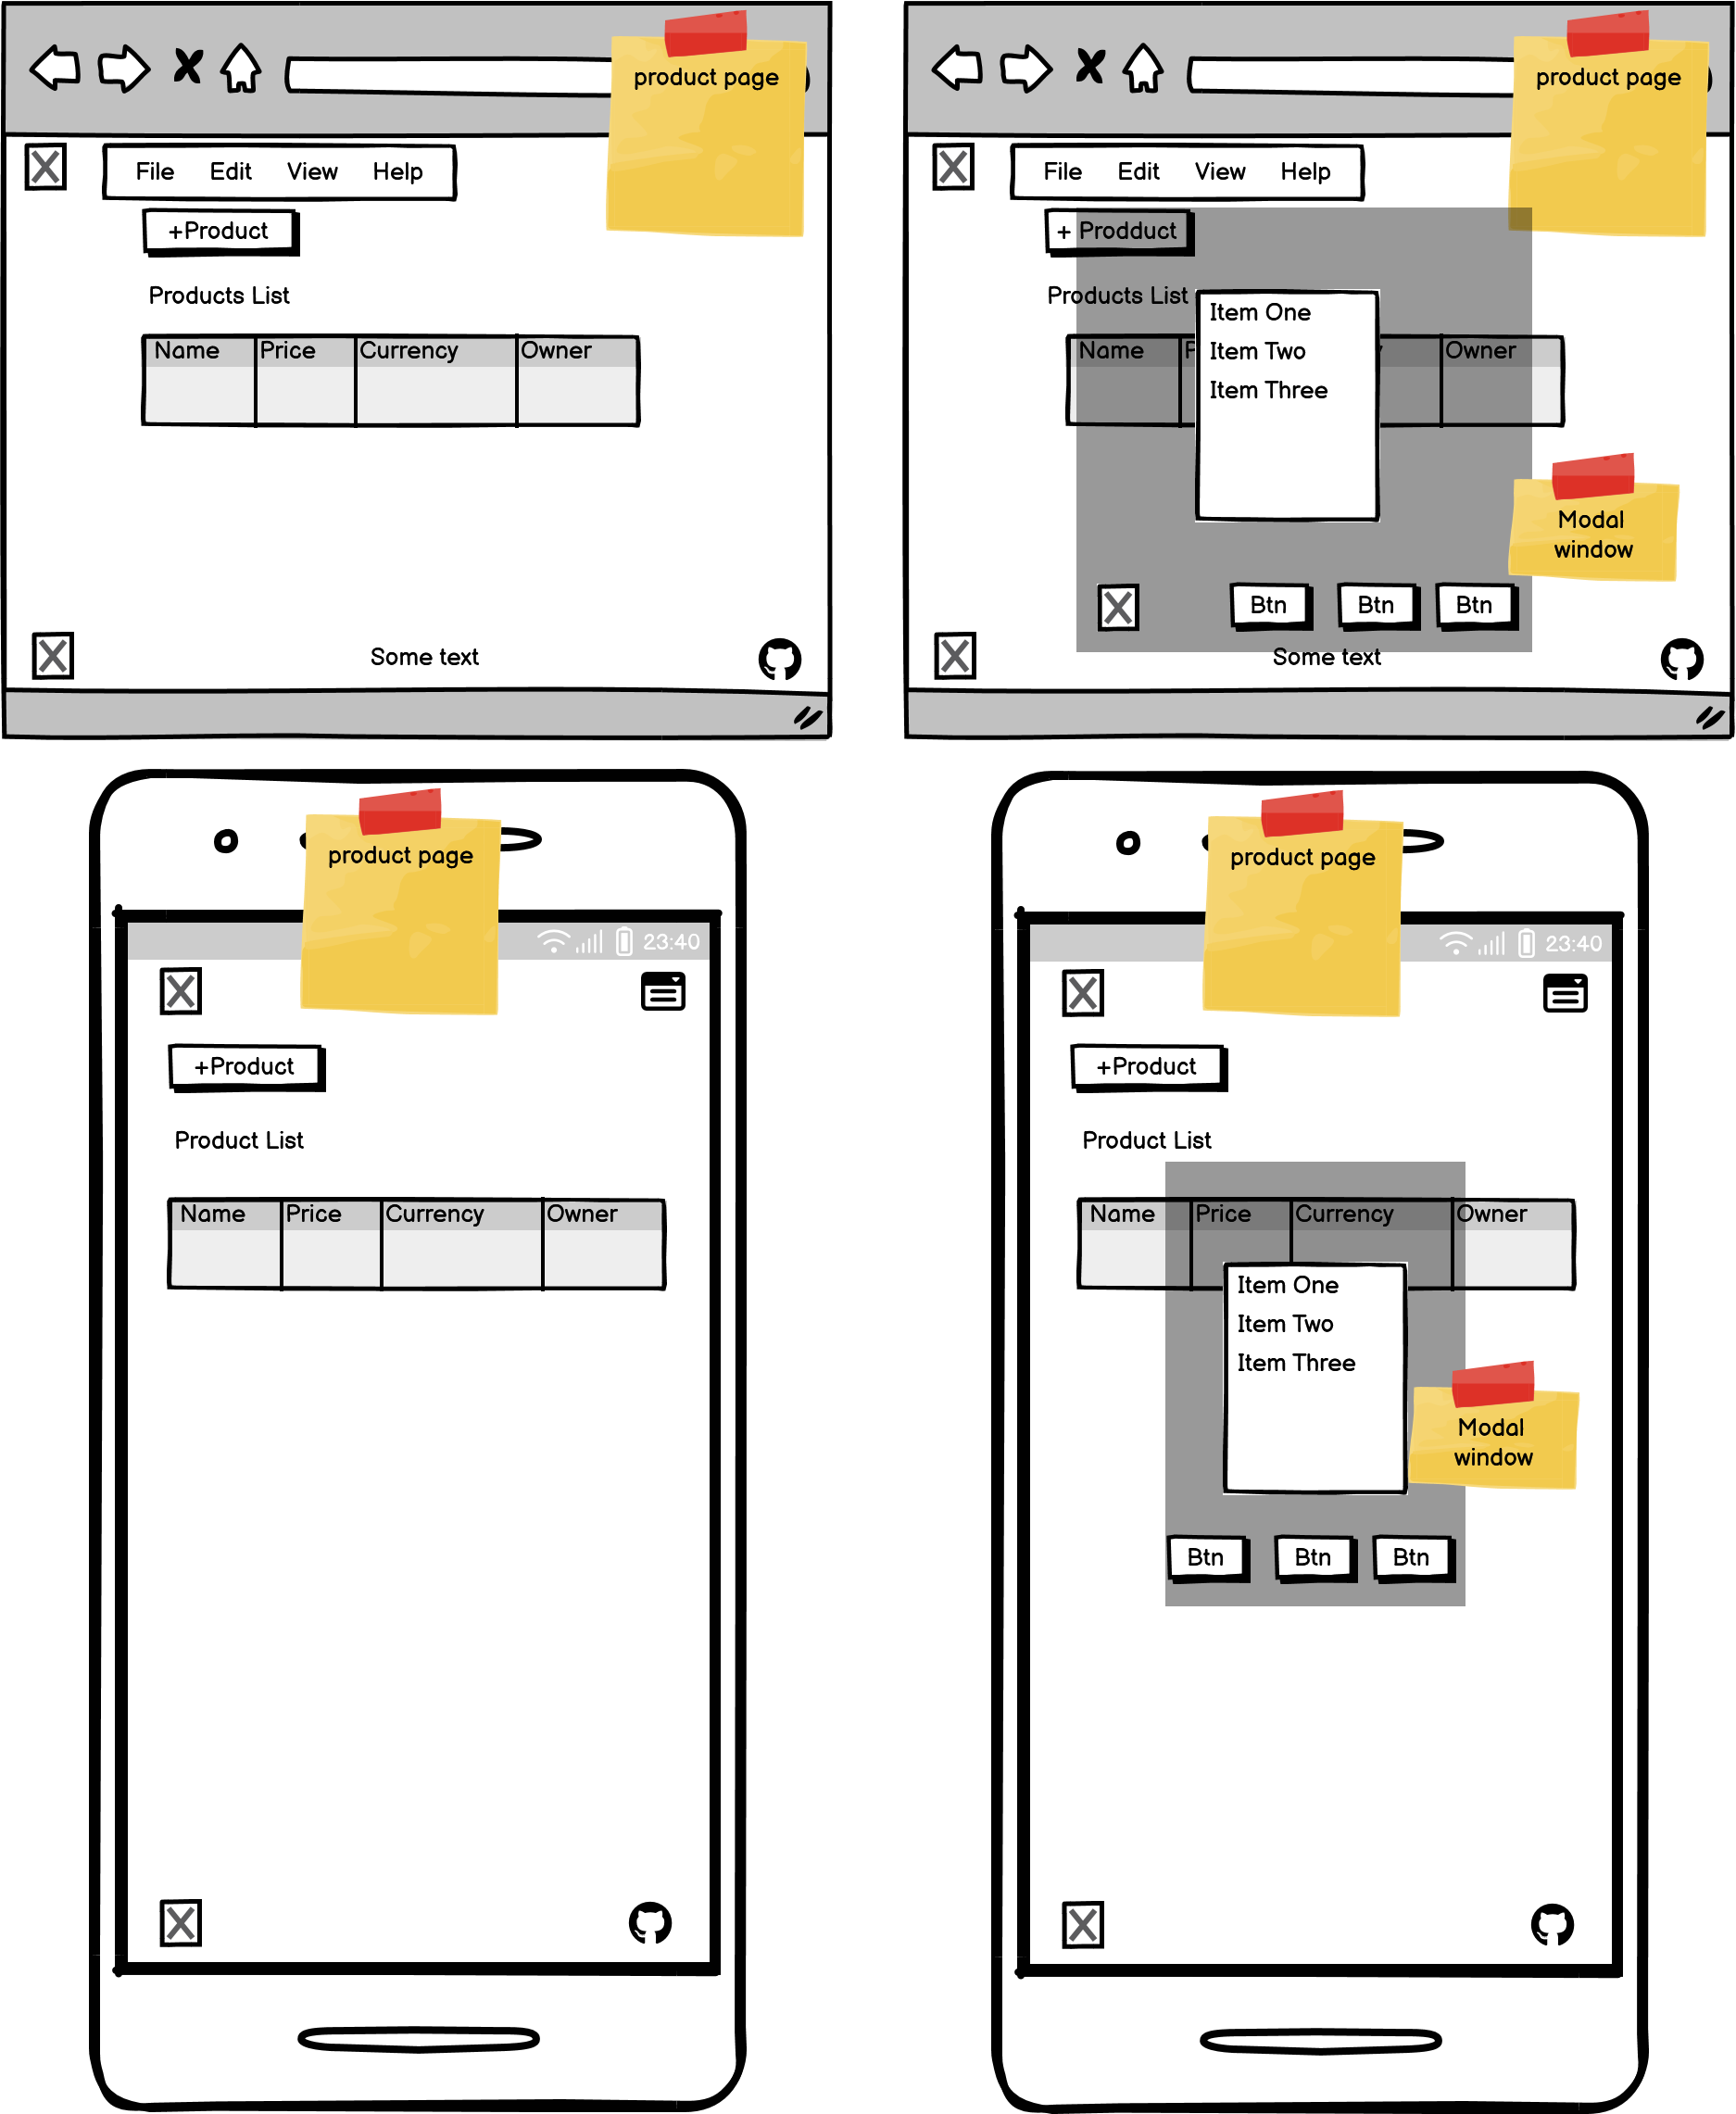 product page
File Edit View Help
+Product
Products List
Name Price Currency Owner
Some text
product page
File Edit View Help
+ Prodduct
Products List
Item One
Name Owner
Item Two
Item Three
Modal
window
Btn Btn Btn
Some text
product page
23:40
+Product
Product List
Name Price Currency Owner
product page
23:40
+Product
Product List
Name Price Currency Owner
Item One
Item Two
Item Three
Modal
window
Btn Btn Btn